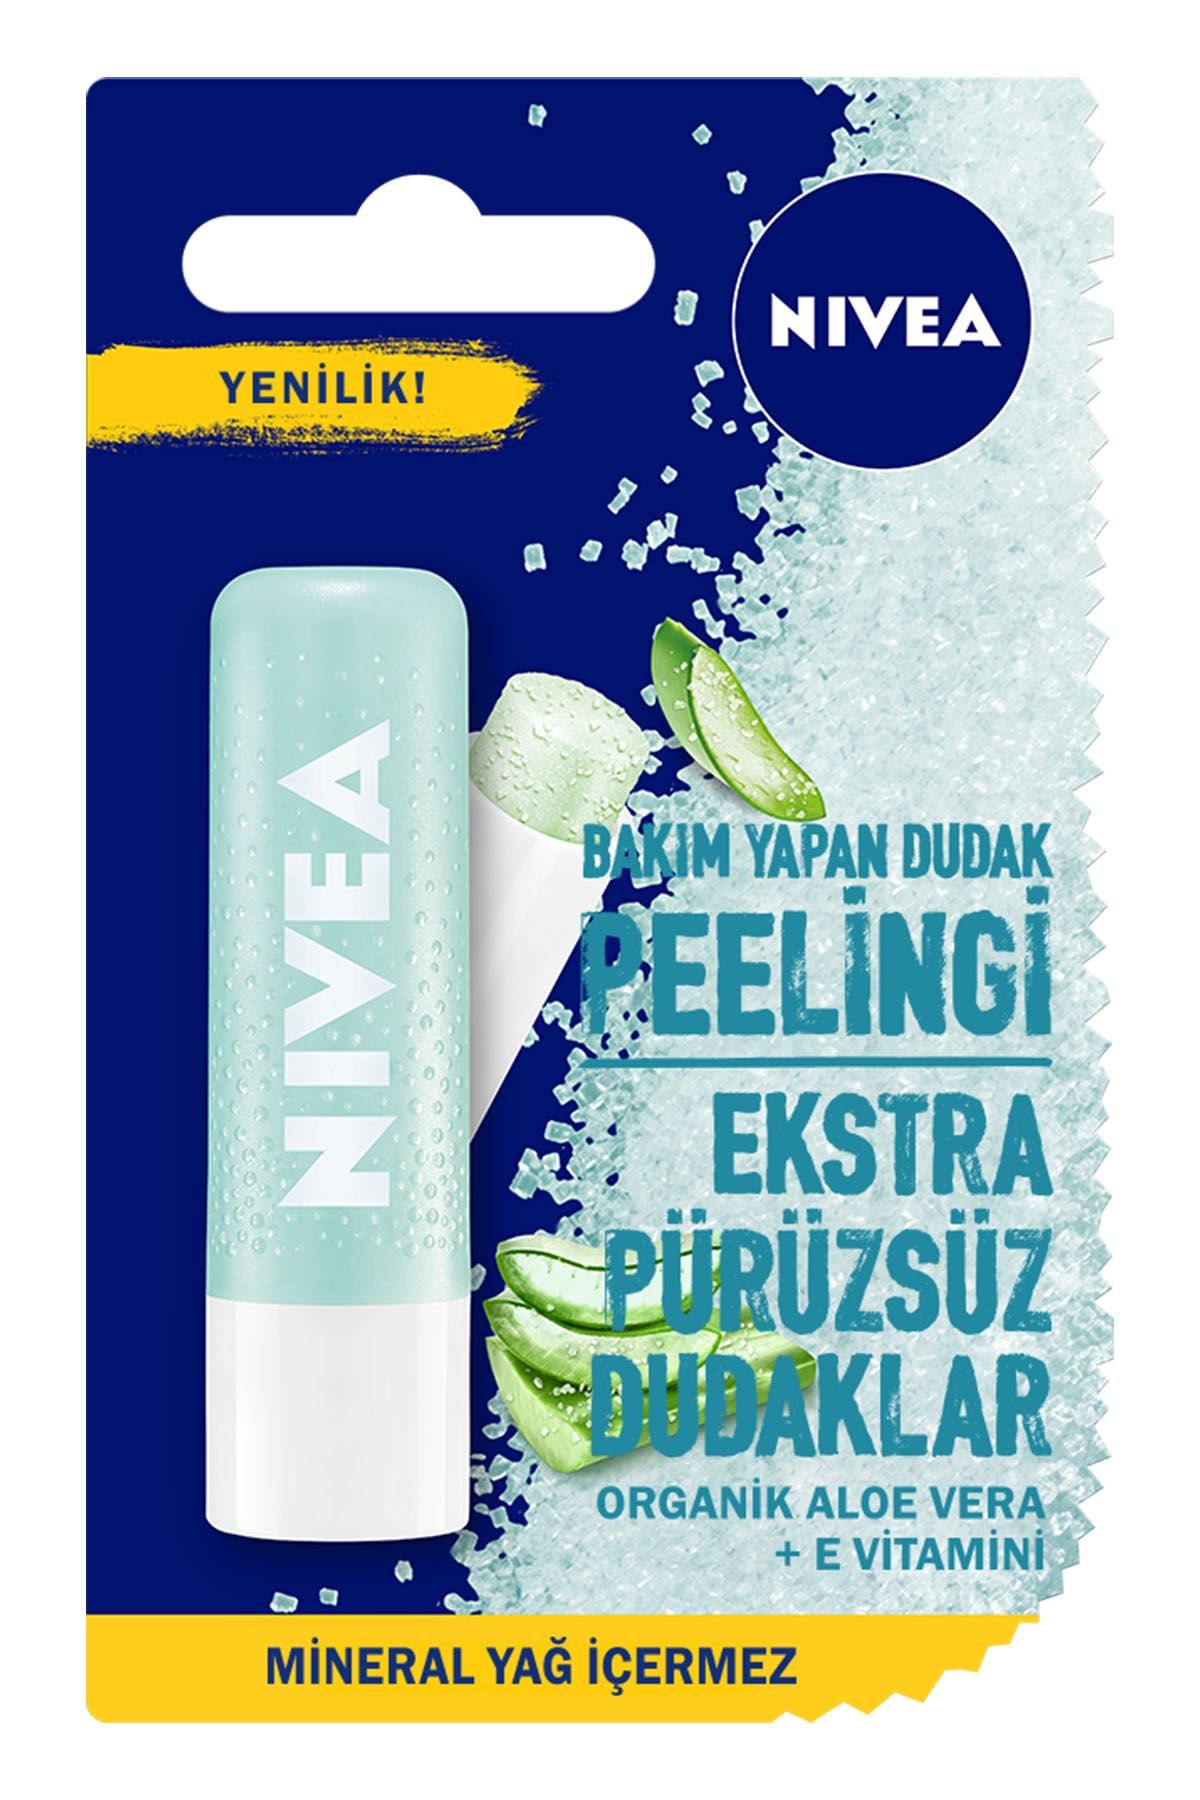 NIVEA
YENİLİK!
NIVEA
BAKIM YAPAN DUDAK
PEELİNGİ
EKSTRA
PÜRÜZSÜZ
DUDAKLAR
ORGANİK ALOE VERA
+ E VİTAMİNİ
MİNERAL YAĞ İÇERMEZ